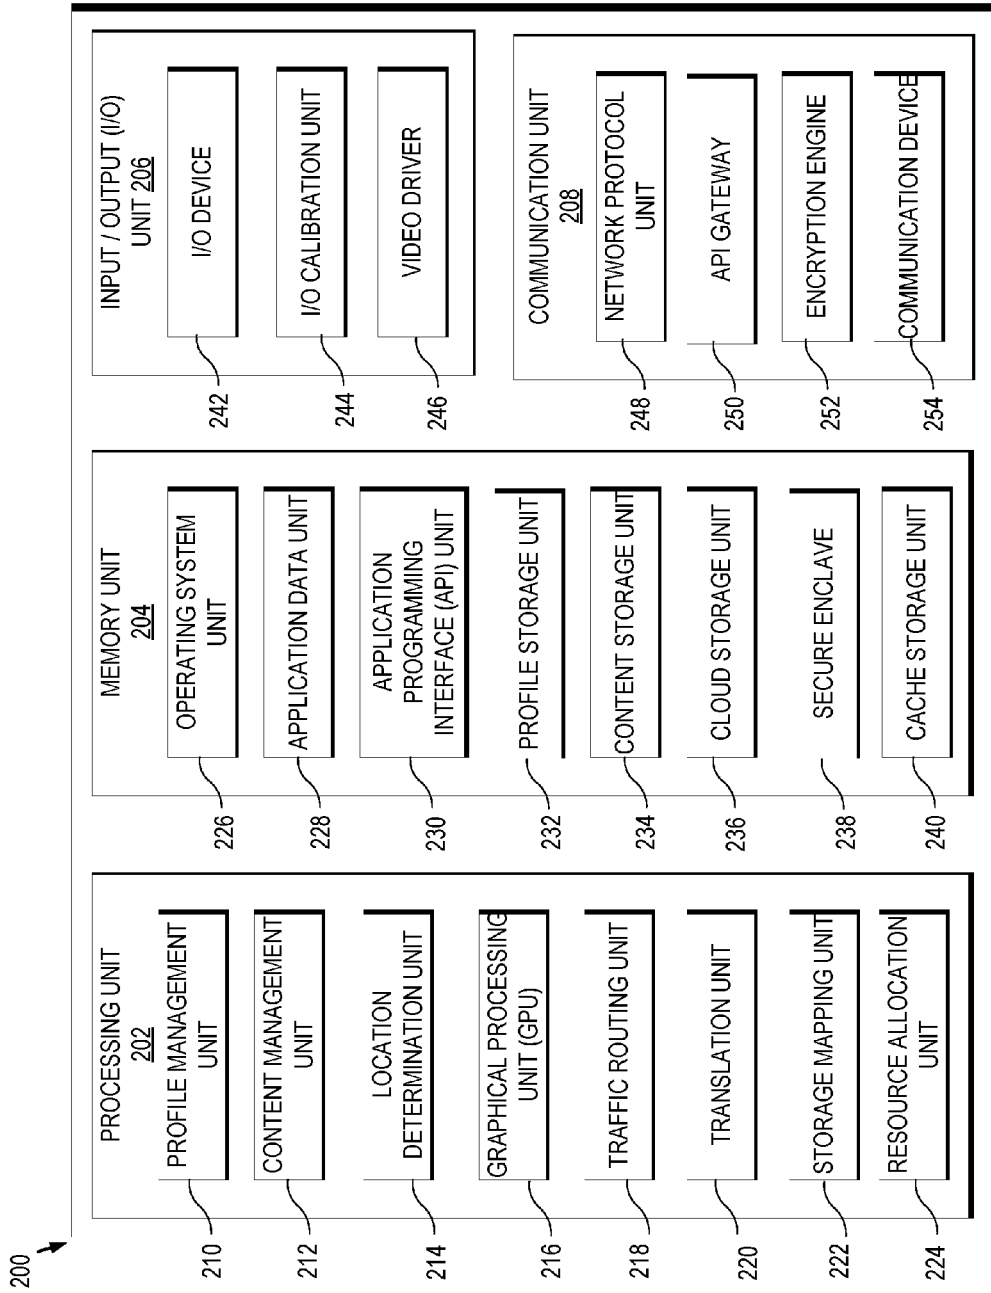 200
PROCESSING UNIT
202
PROFILE MANAGEMENT
UNIT
210
CONTENT MANAGEMENT
UNIT
212
LOCATION
DETERMINATION UNIT
214
GRAPHICAL PROCESSING
UNIT (GPU)
216
TRAFFIC ROUTING UNIT
218
TRANSLATION UNIT
220
STORAGE MAPPING UNIT
222
RESOURCE ALLOCATION
UNIT
224
MEMORY UNIT
204
OPERATING SYSTEM
UNIT
226
APPLICATION DATA UNIT
228
APPLICATION
PROGRAMMING
INTERFACE (API) UNIT
230
PROFILE STORAGE UNIT
232
CONTENT STORAGE UNIT
234
CLOUD STORAGE UNIT
236
SECURE ENCLAVE
238
CACHE STORAGE UNIT
240
INPUT / OUTPUT (I/O)
UNIT 206
I/O DEVICE
242
I/O CALIBRATION UNIT
244
VIDEO DRIVER
246
COMMUNICATION UNIT
208
NETWORK PROTOCOL
UNIT
248
API GATEWAY
250
ENCRYPTION ENGINE
252
COMMUNICATION DEVICE
254